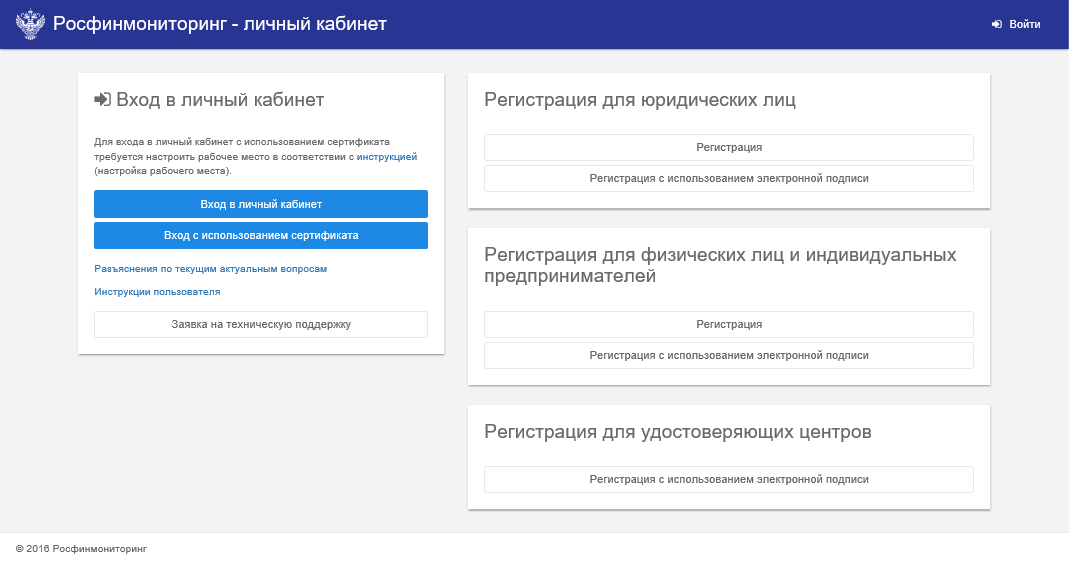 Росфинмониторинг - личный кабинет
Войти
Вход в личный кабинет
Для входа в личный кабинет с использованием сертификата
требуется настроить рабочее место в соответствии с инструкцией
(настройка рабочего места).
Вход в личный кабинет
Вход с использованием сертификата
Разъяснения по текущим актуальным вопросам
Инструкции пользователя
Заявка на техническую поддержку
Регистрация для юридических лиц
Регистрация
Регистрация с использованием электронной подписи
Регистрация для физических лиц и индивидуальных
предпринимателей
Регистрация
Регистрация с использованием электронной подписи
Регистрация для удостоверяющих центров
Регистрация с использованием электронной подписи
© 2016 Росфинмониторинг